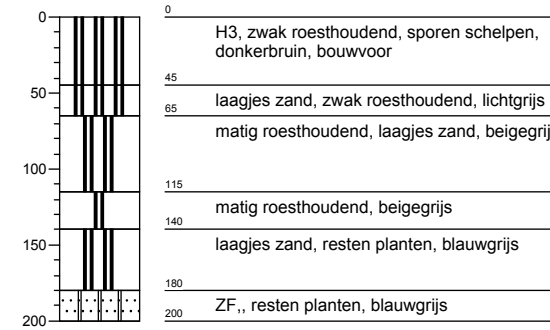 0
0
H3, zwak roesthoudend, sporen schelpen,
donkerbruin, bouwvoor
45
50
laagjes zand, zwak roesthoudend, lichtgrijs
65
matig roesthoudend, laagjes zand, beigegrij
100
115
matig roesthoudend, beigegrijs
140
150
laagjes zand, resten planten, blauwgrijs
180
ZF,, resten planten, blauwgrijs
200
200